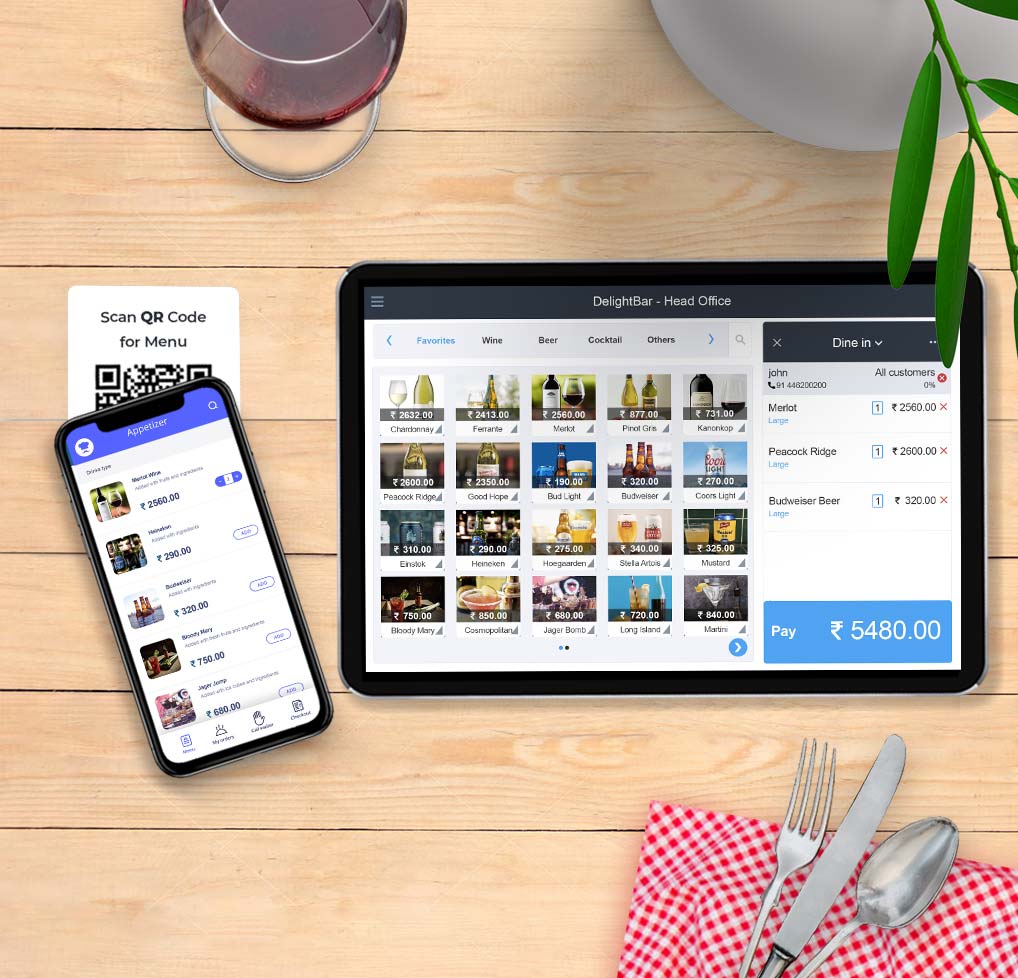 Scan QR Code
for Menu
Appetizer
Drinks type
Merlot Wine
Added with fruits and ingredients
₹ 2560.00
- 1 +
Heineken
Added with ingredients
₹ 290.00
ADD
Budwiser
Added with ingredients
₹ 320.00
ADD
Bloody Mary
Added with fresh fruits and ingredients
₹ 750.00
ADD
Jager Jomp
Added with ice cubes and ingredients
₹ 680.00
ADD
Menu
My orders
Call waiter
Checkout
DelightBar - Head Office
Favorites Wine Beer Cocktail Others
₹ 2632.00 ₹ 2413.00 ₹ 2560.00 ₹ 877.00 ₹ 731.00
Chardonnay Ferrante Merlot Pinot Gris Kanonkop
₹ 2600.00 ₹ 2350.00 ₹ 190.00 ₹ 320.00 ₹ 270.00
Peacock Ridge Good Hope Bud Light Budweiser Coors Light
₹ 310.00 ₹ 290.00 ₹ 275.00 ₹ 340.00 ₹ 325.00
Einstok Heineken Hoegaarden Stella Artois Mustard
₹ 750.00 ₹ 850.00 ₹ 680.00 ₹ 720.00 ₹ 840.00
Bloody Mary Cosmopolitan Jager Bomb Long Island Martini
Dine in
john All customers
91 446200200 0%
Merlot 1 ₹ 2560.00
Large
Peacock Ridge 1 ₹ 2600.00
Large
Budweiser Beer 1 ₹ 320.00
Large
Pay ₹ 5480.00